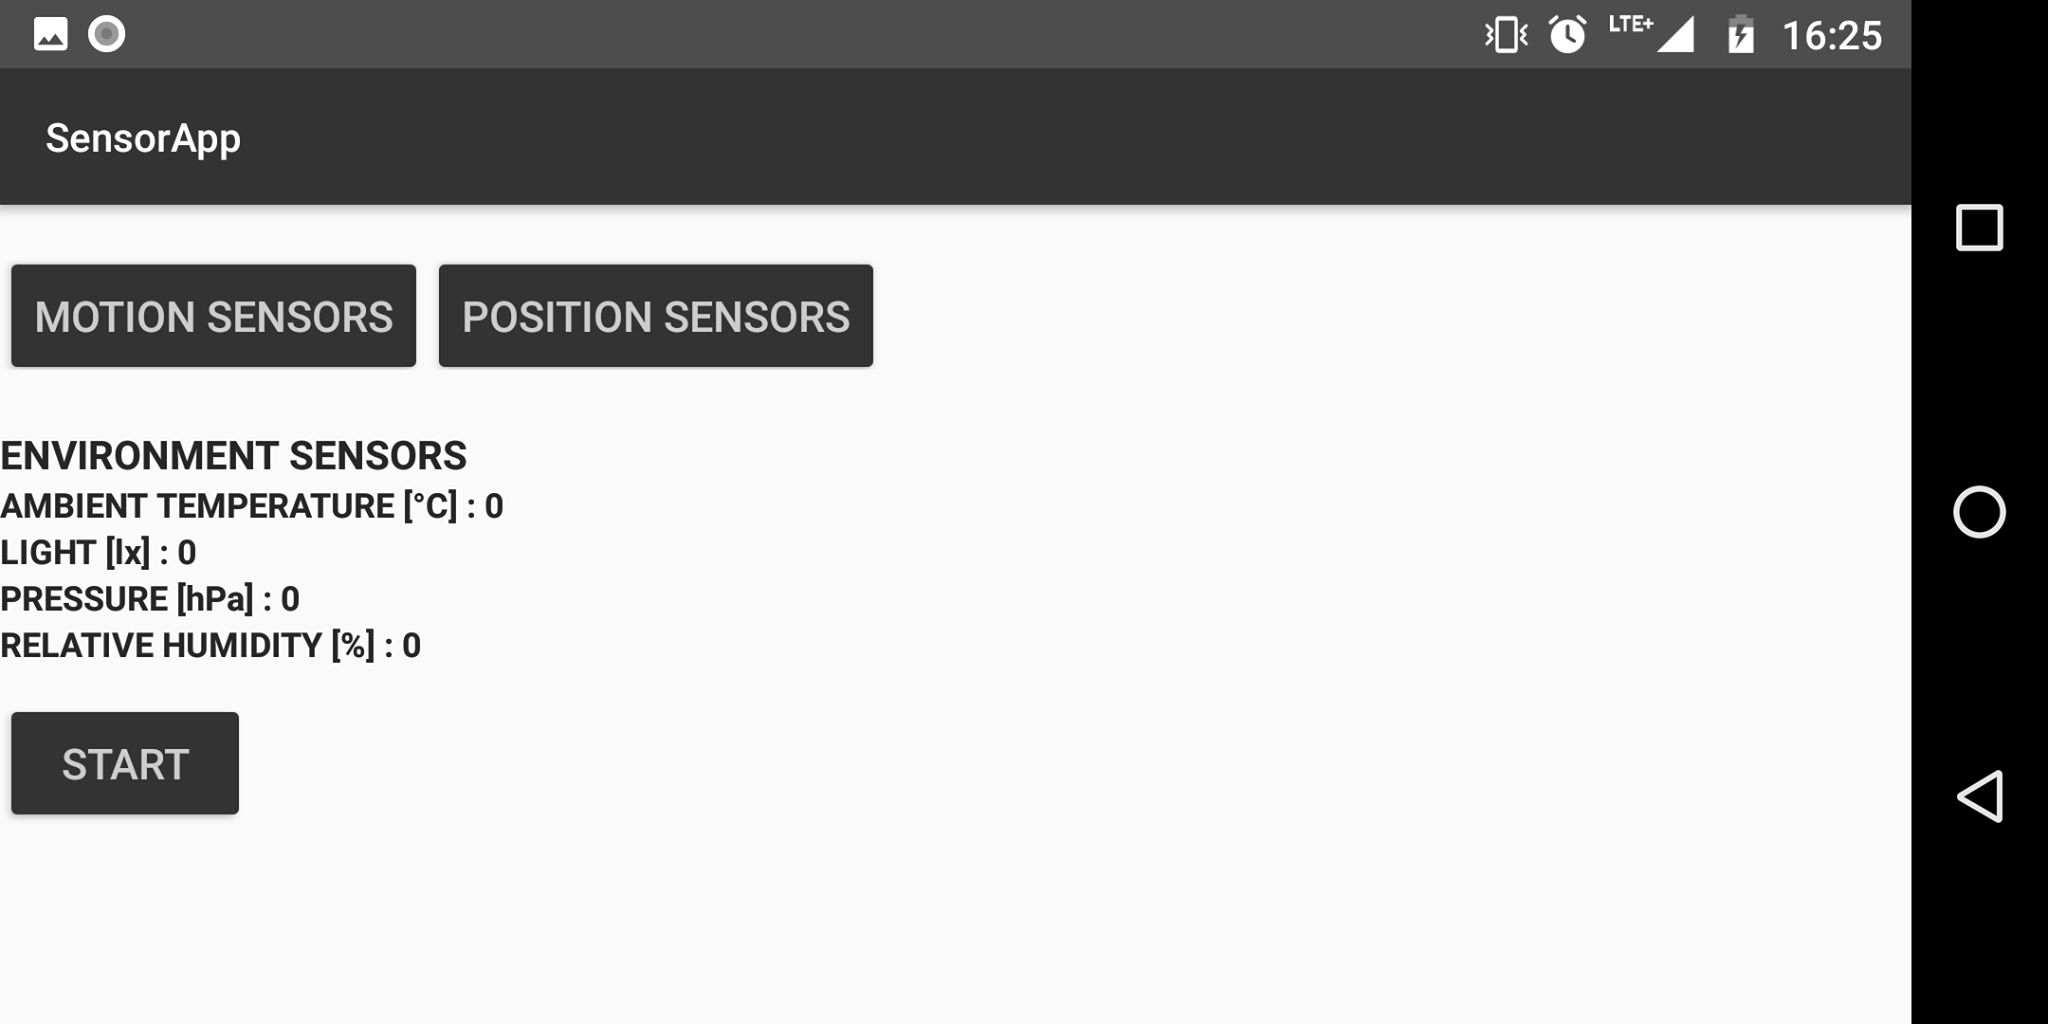 LTE+ 16:25
SensorApp
MOTION SENSORS POSITION SENSORS
ENVIRONMENT SENSORS
AMBIENT TEMPERATURE [°C] : 0
LIGHT [lx] : 0
PRESSURE [hPa] : 0
RELATIVE HUMIDITY [%] : 0
START